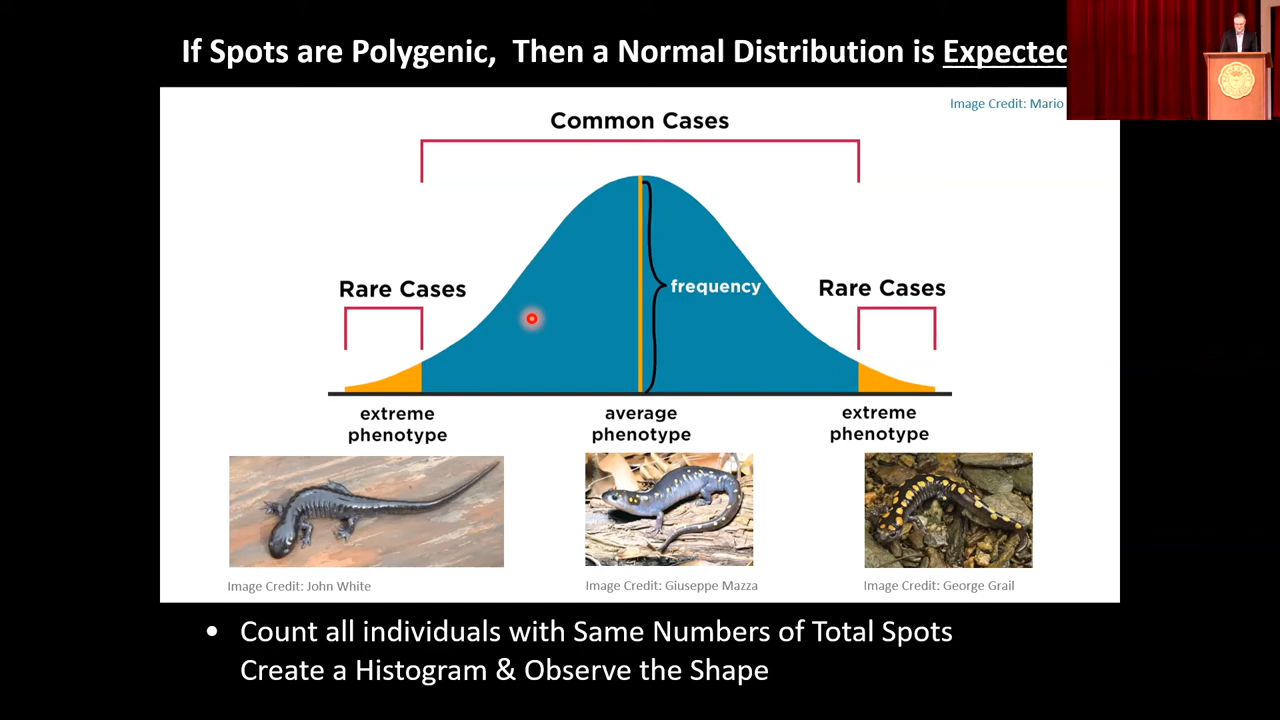 If Spots are Polygenic, Then a Normal Distribution is Expected
Image Credit: Mario
Common Cases
Rare Cases
Rare Cases
frequency
extreme
phenotype
average
phenotype
extreme
phenotype
Image Credit: John White
Image Credit: Giuseppe Mazza
Image Credit: George Grail
• Count all individuals with Same Numbers of Total Spots
Create a Histogram & Observe the Shape